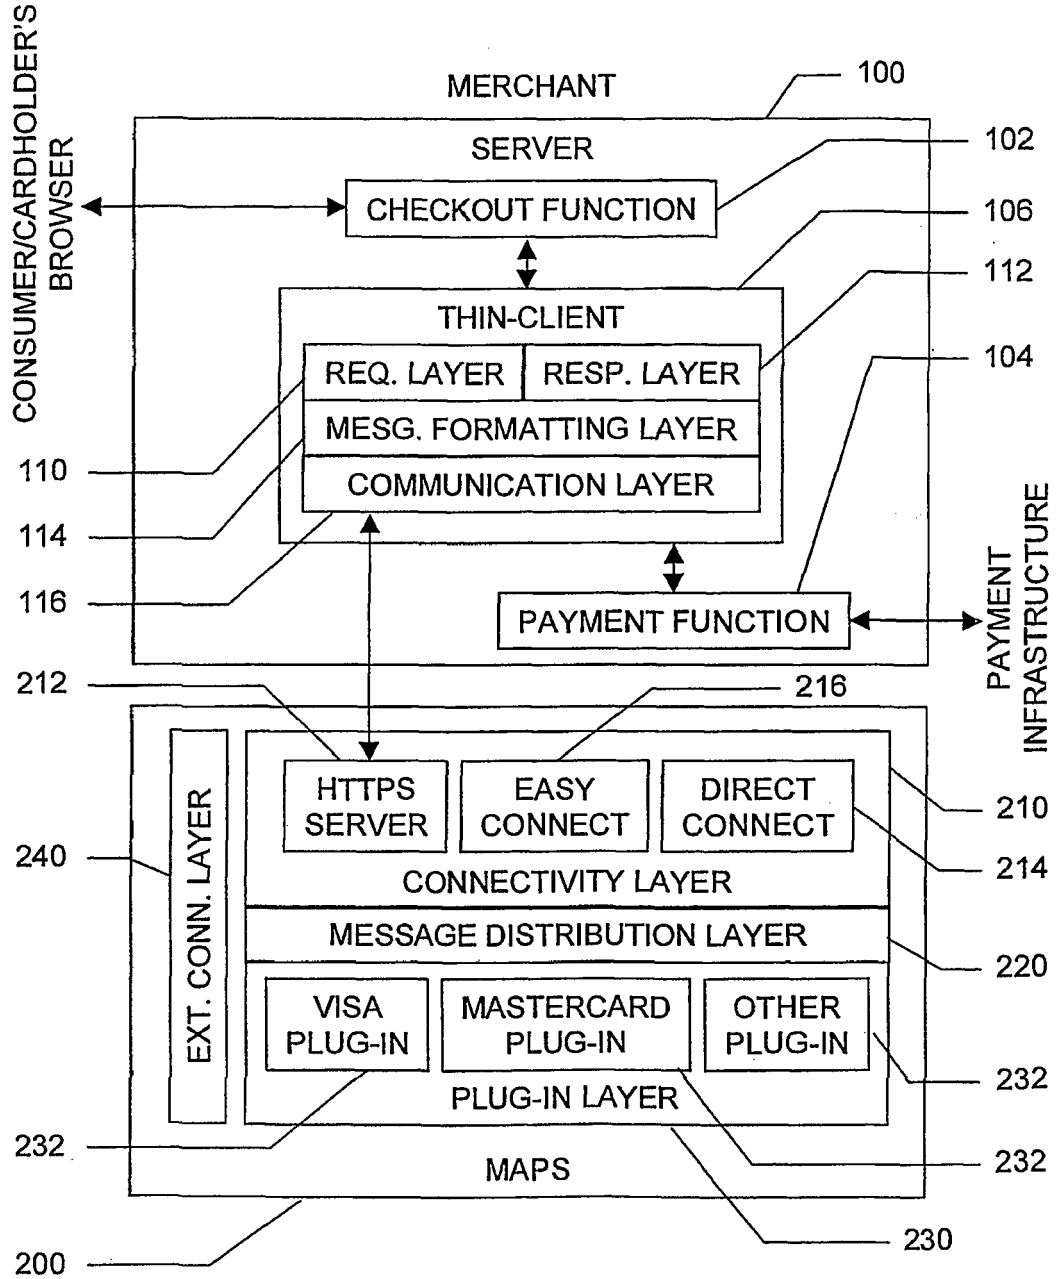 CONSUMER/CARDHOLDER'S
BROWSER
MERCHANT
100
SERVER
102
CHECKOUT FUNCTION
106
112
THIN-CLIENT
104
REQ. LAYER
RESP. LAYER
MESG. FORMATTING LAYER
110
COMMUNICATION LAYER
114
116
PAYMENT FUNCTION
PAYMENT
INFRASTRUCTURE
212
216
HTTPS
SERVER
EASY
CONNECT
DIRECT
CONNECT
210
240
214
CONNECTIVITY LAYER
EXT. CONN. LAYER
MESSAGE DISTRIBUTION LAYER
220
VISA
PLUG-IN
MASTERCARD
PLUG-IN
OTHER
PLUG-IN
232
PLUG-IN LAYER
232
232
MAPS
230
200